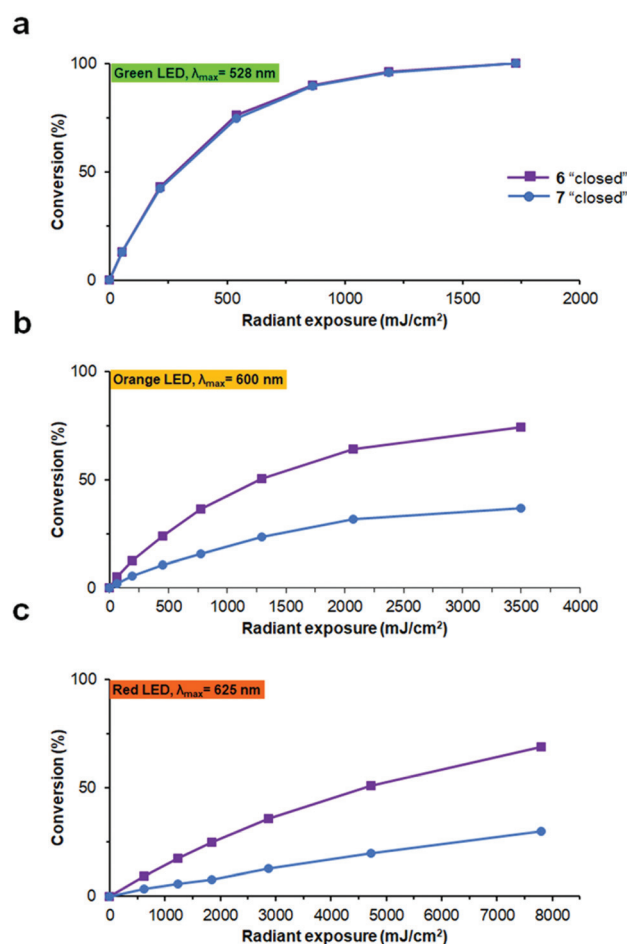 a
100
Green LED, λmax= 528 nm
Conversion (%)
50
0
6 “closed”
7 “closed”
0 500 1000 1500 2000
Radiant exposure (mJ/cm²)
b
100
Orange LED, λmax= 600 nm
Conversion (%)
50
0
0 500 1000 1500 2000 2500 3000 3500 4000
Radiant exposure (mJ/cm²)
c
100
Red LED, λmax= 625 nm
Conversion (%)
50
0
0 1000 2000 3000 4000 5000 6000 7000 8000
Radiant exposure (mJ/cm²)